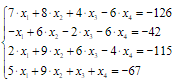 7·x₁+8·x₂+4·x₃−6·x₄=−126
−x₁+6·x₂−2·x₃−6·x₄=−42
2·x₁+9·x₂+6·x₃−4·x₄=−115
5·x₁+9·x₂+x₃+x₄=−67